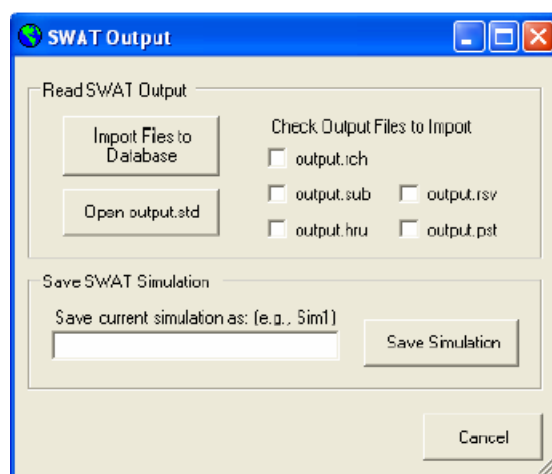 SWAT Output
Read SWAT Output
Import Files to
Database
Check Output Files to Import
output.rch
Open output.std
output.sub
output.rsv
output.hru
output.pst
Save SWAT Simulation
Save current simulation as: (e.g., Sim1)
Save Simulation
Cancel